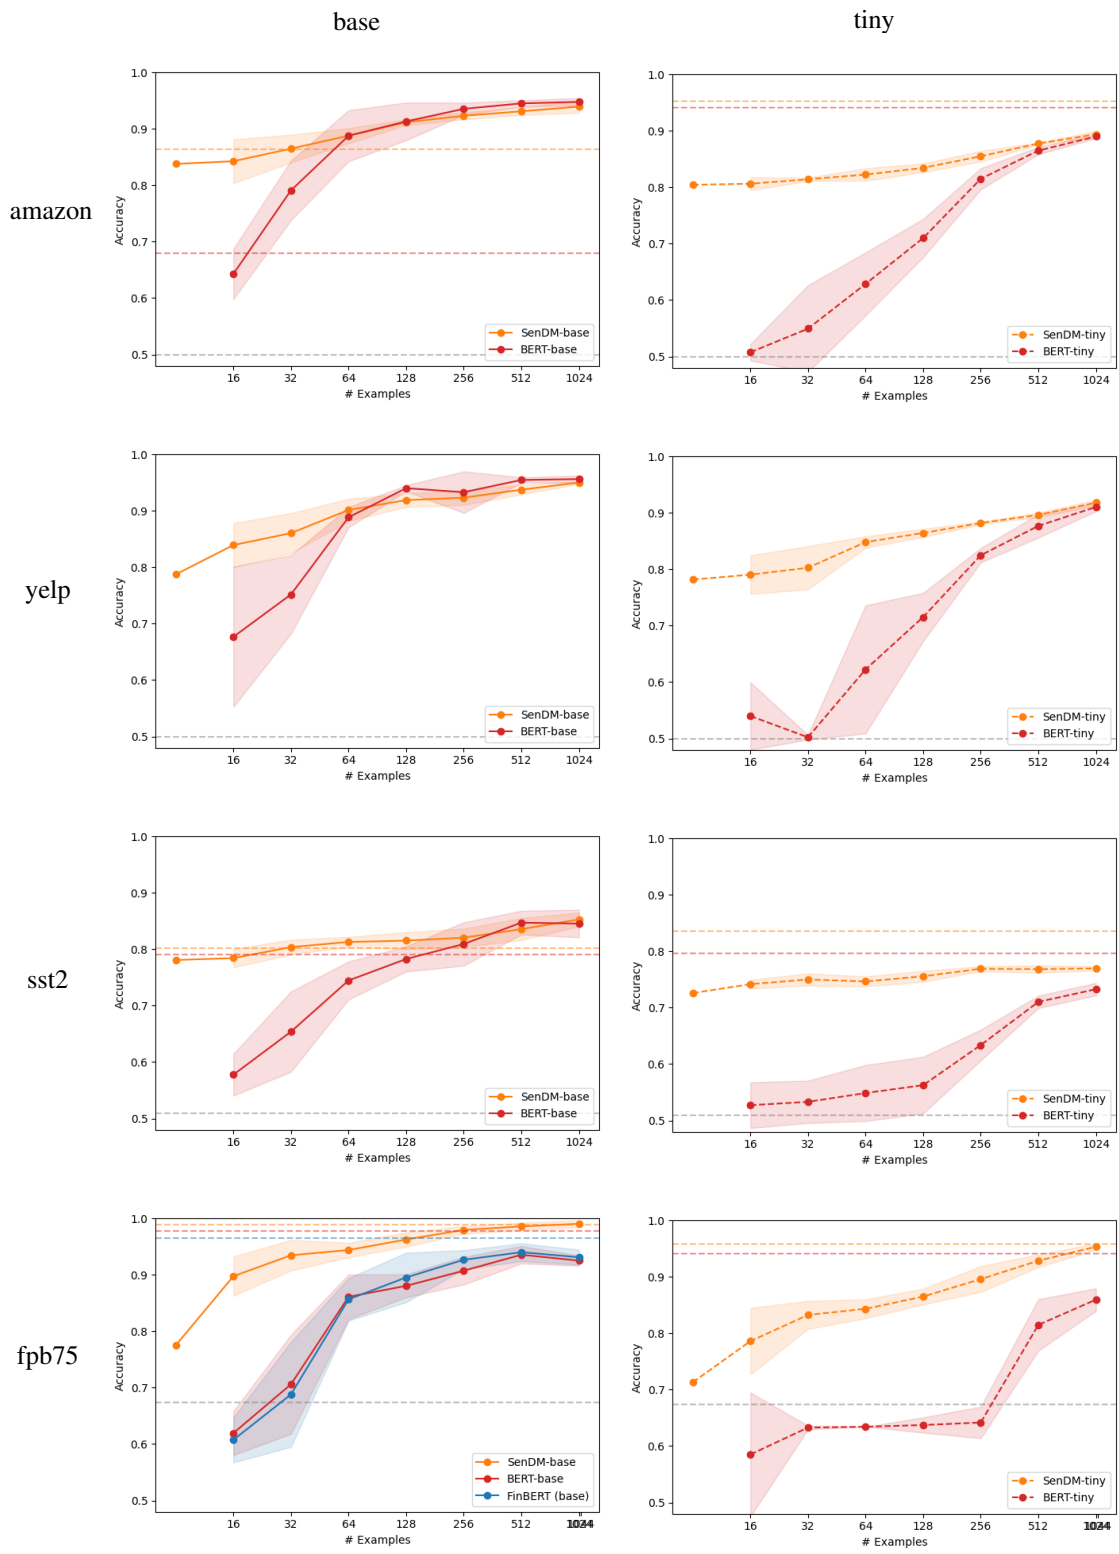 base
tiny
amazon
1.0
0.9
0.8
0.7
0.6
0.5
Accuracy
16 32 64 128 256 512 1024
# Examples
SenDM-base
BERT-base
1.0
0.9
0.8
0.7
0.6
0.5
Accuracy
16 32 64 128 256 512 1024
# Examples
SenDM-tiny
BERT-tiny
yelp
1.0
0.9
0.8
0.7
0.6
0.5
Accuracy
16 32 64 128 256 512 1024
# Examples
SenDM-base
BERT-base
1.0
0.9
0.8
0.7
0.6
0.5
Accuracy
16 32 64 128 256 512 1024
# Examples
SenDM-tiny
BERT-tiny
sst2
1.0
0.9
0.8
0.7
0.6
0.5
Accuracy
16 32 64 128 256 512 1024
# Examples
SenDM-base
BERT-base
1.0
0.9
0.8
0.7
0.6
0.5
Accuracy
16 32 64 128 256 512 1024
# Examples
SenDM-tiny
BERT-tiny
fpb75
1.0
0.9
0.8
0.7
0.6
0.5
Accuracy
16 32 64 128 256 512
# Examples
SenDM-base
BERT-base
FinBERT (base)
1.0
0.9
0.8
0.7
0.6
0.5
Accuracy
16 32 64 128 256 512
# Examples
SenDM-tiny
BERT-tiny